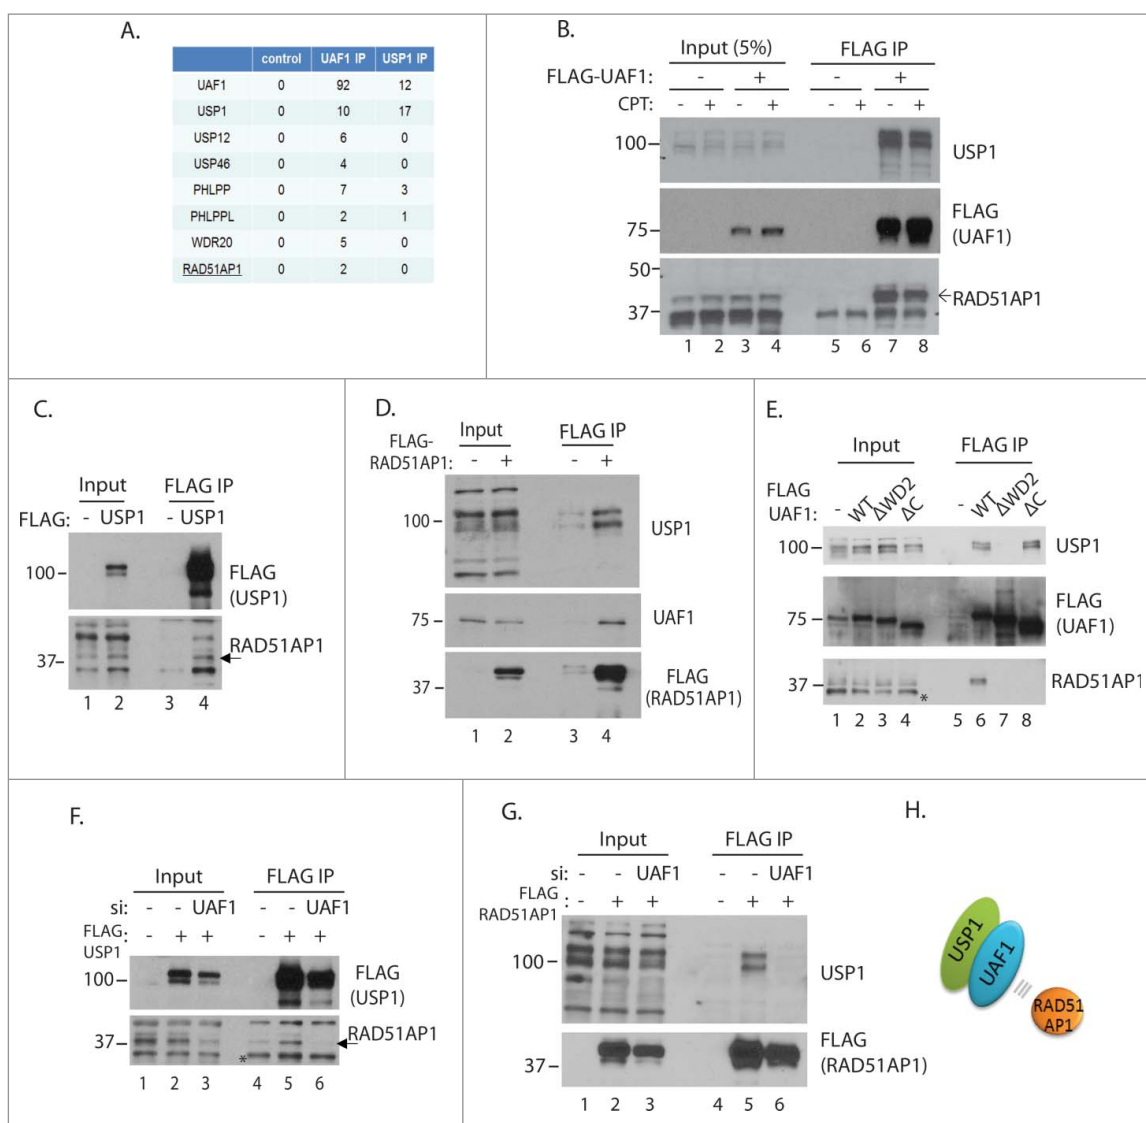 A.
control UAF1 IP USP1 IP
UAF1 0 92 12
USP1 0 10 17
USP12 0 6 0
USP46 0 4 0
PHLPP 0 7 3
PHLPPL 0 2 1
WDR20 0 5 0
RAD51AP1 0 2 0
B.
Input (5%) FLAG IP
FLAG-UAF1: - + - +
CPT: - + - + - + - +
100 USP1
75 FLAG
(UAF1)
50
37 RAD51AP1
1 2 3 4 5 6 7 8
C.
Input FLAG IP
FLAG: - USP1 - USP1
100 FLAG
(USP1)
RAD51AP1
37
1 2 3 4
D.
Input FLAG IP
FLAG-
RAD51AP1: - + - +
100 USP1
75 UAF1
37 FLAG
(RAD51AP1)
1 2 3 4
E.
Input FLAG IP
FLAG
UAF1: - WT ΔWD2 ΔC - WT ΔWD2 ΔC
100 USP1
75 FLAG
(UAF1)
37 RAD51AP1
*
1 2 3 4 5 6 7 8
F.
Input FLAG IP
si: - - UAF1 - - UAF1
FLAG
USP1 : - + + - + +
100 FLAG
(USP1)
37 RAD51AP1
*
1 2 3 4 5 6
G.
Input FLAG IP
si: - - UAF1 - - UAF1
FLAG
RAD51AP1 : - + + - + +
100 USP1
37 FLAG
(RAD51AP1)
1 2 3 4 5 6
H.
USP1
UAF1
RAD51
AP1